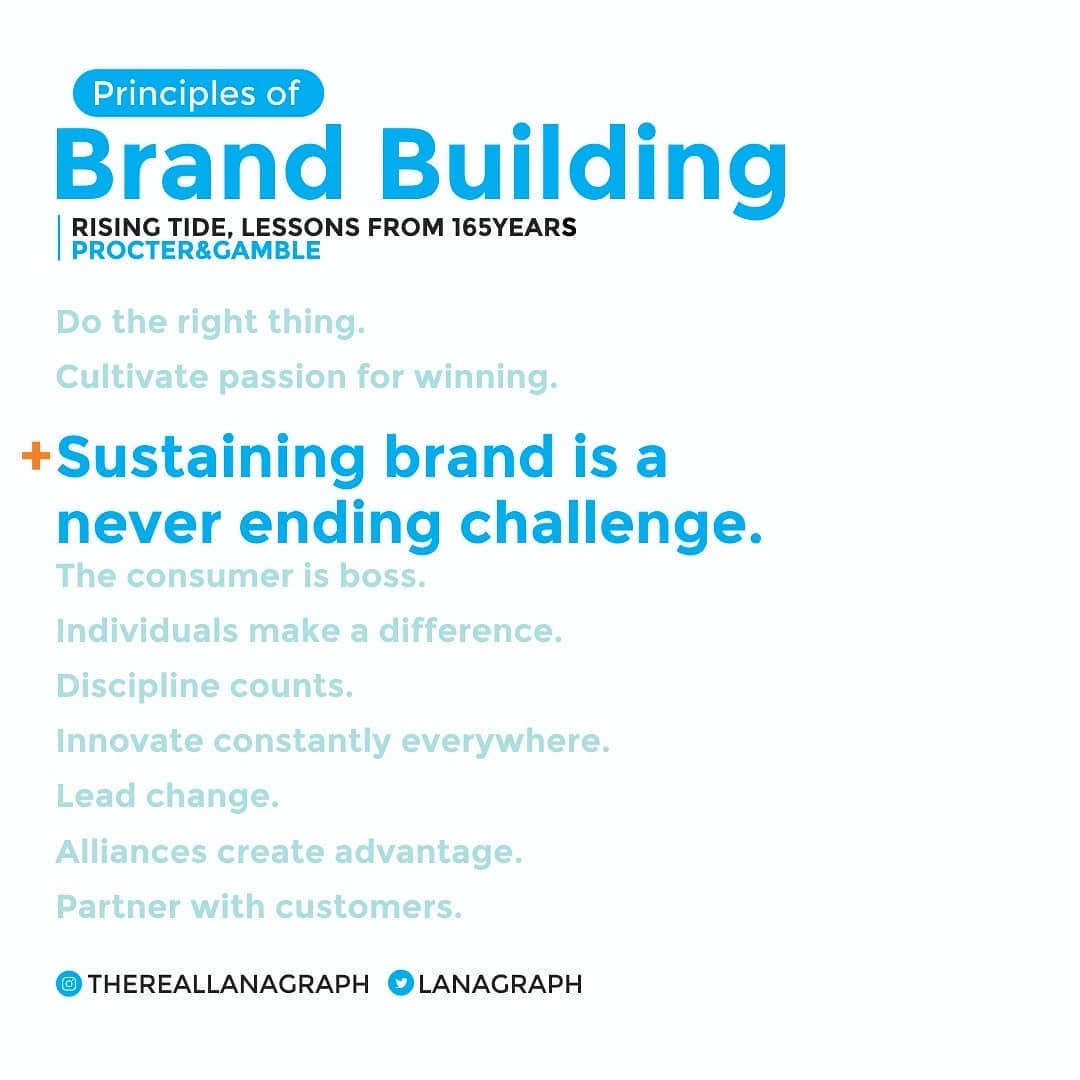 Principles of
Brand Building
RISING TIDE, LESSONS FROM 165YEARS
PROCTER&GAMBLE
Do the right thing.
Cultivate passion for winning.
+Sustaining brand is a
never ending challenge.
The consumer is boss.
Individuals make a difference.
Discipline counts.
Innovate constantly everywhere.
Lead change.
Alliances create advantage.
Partner with customers.
THEREALLANAGRAPH LANAGRAPH